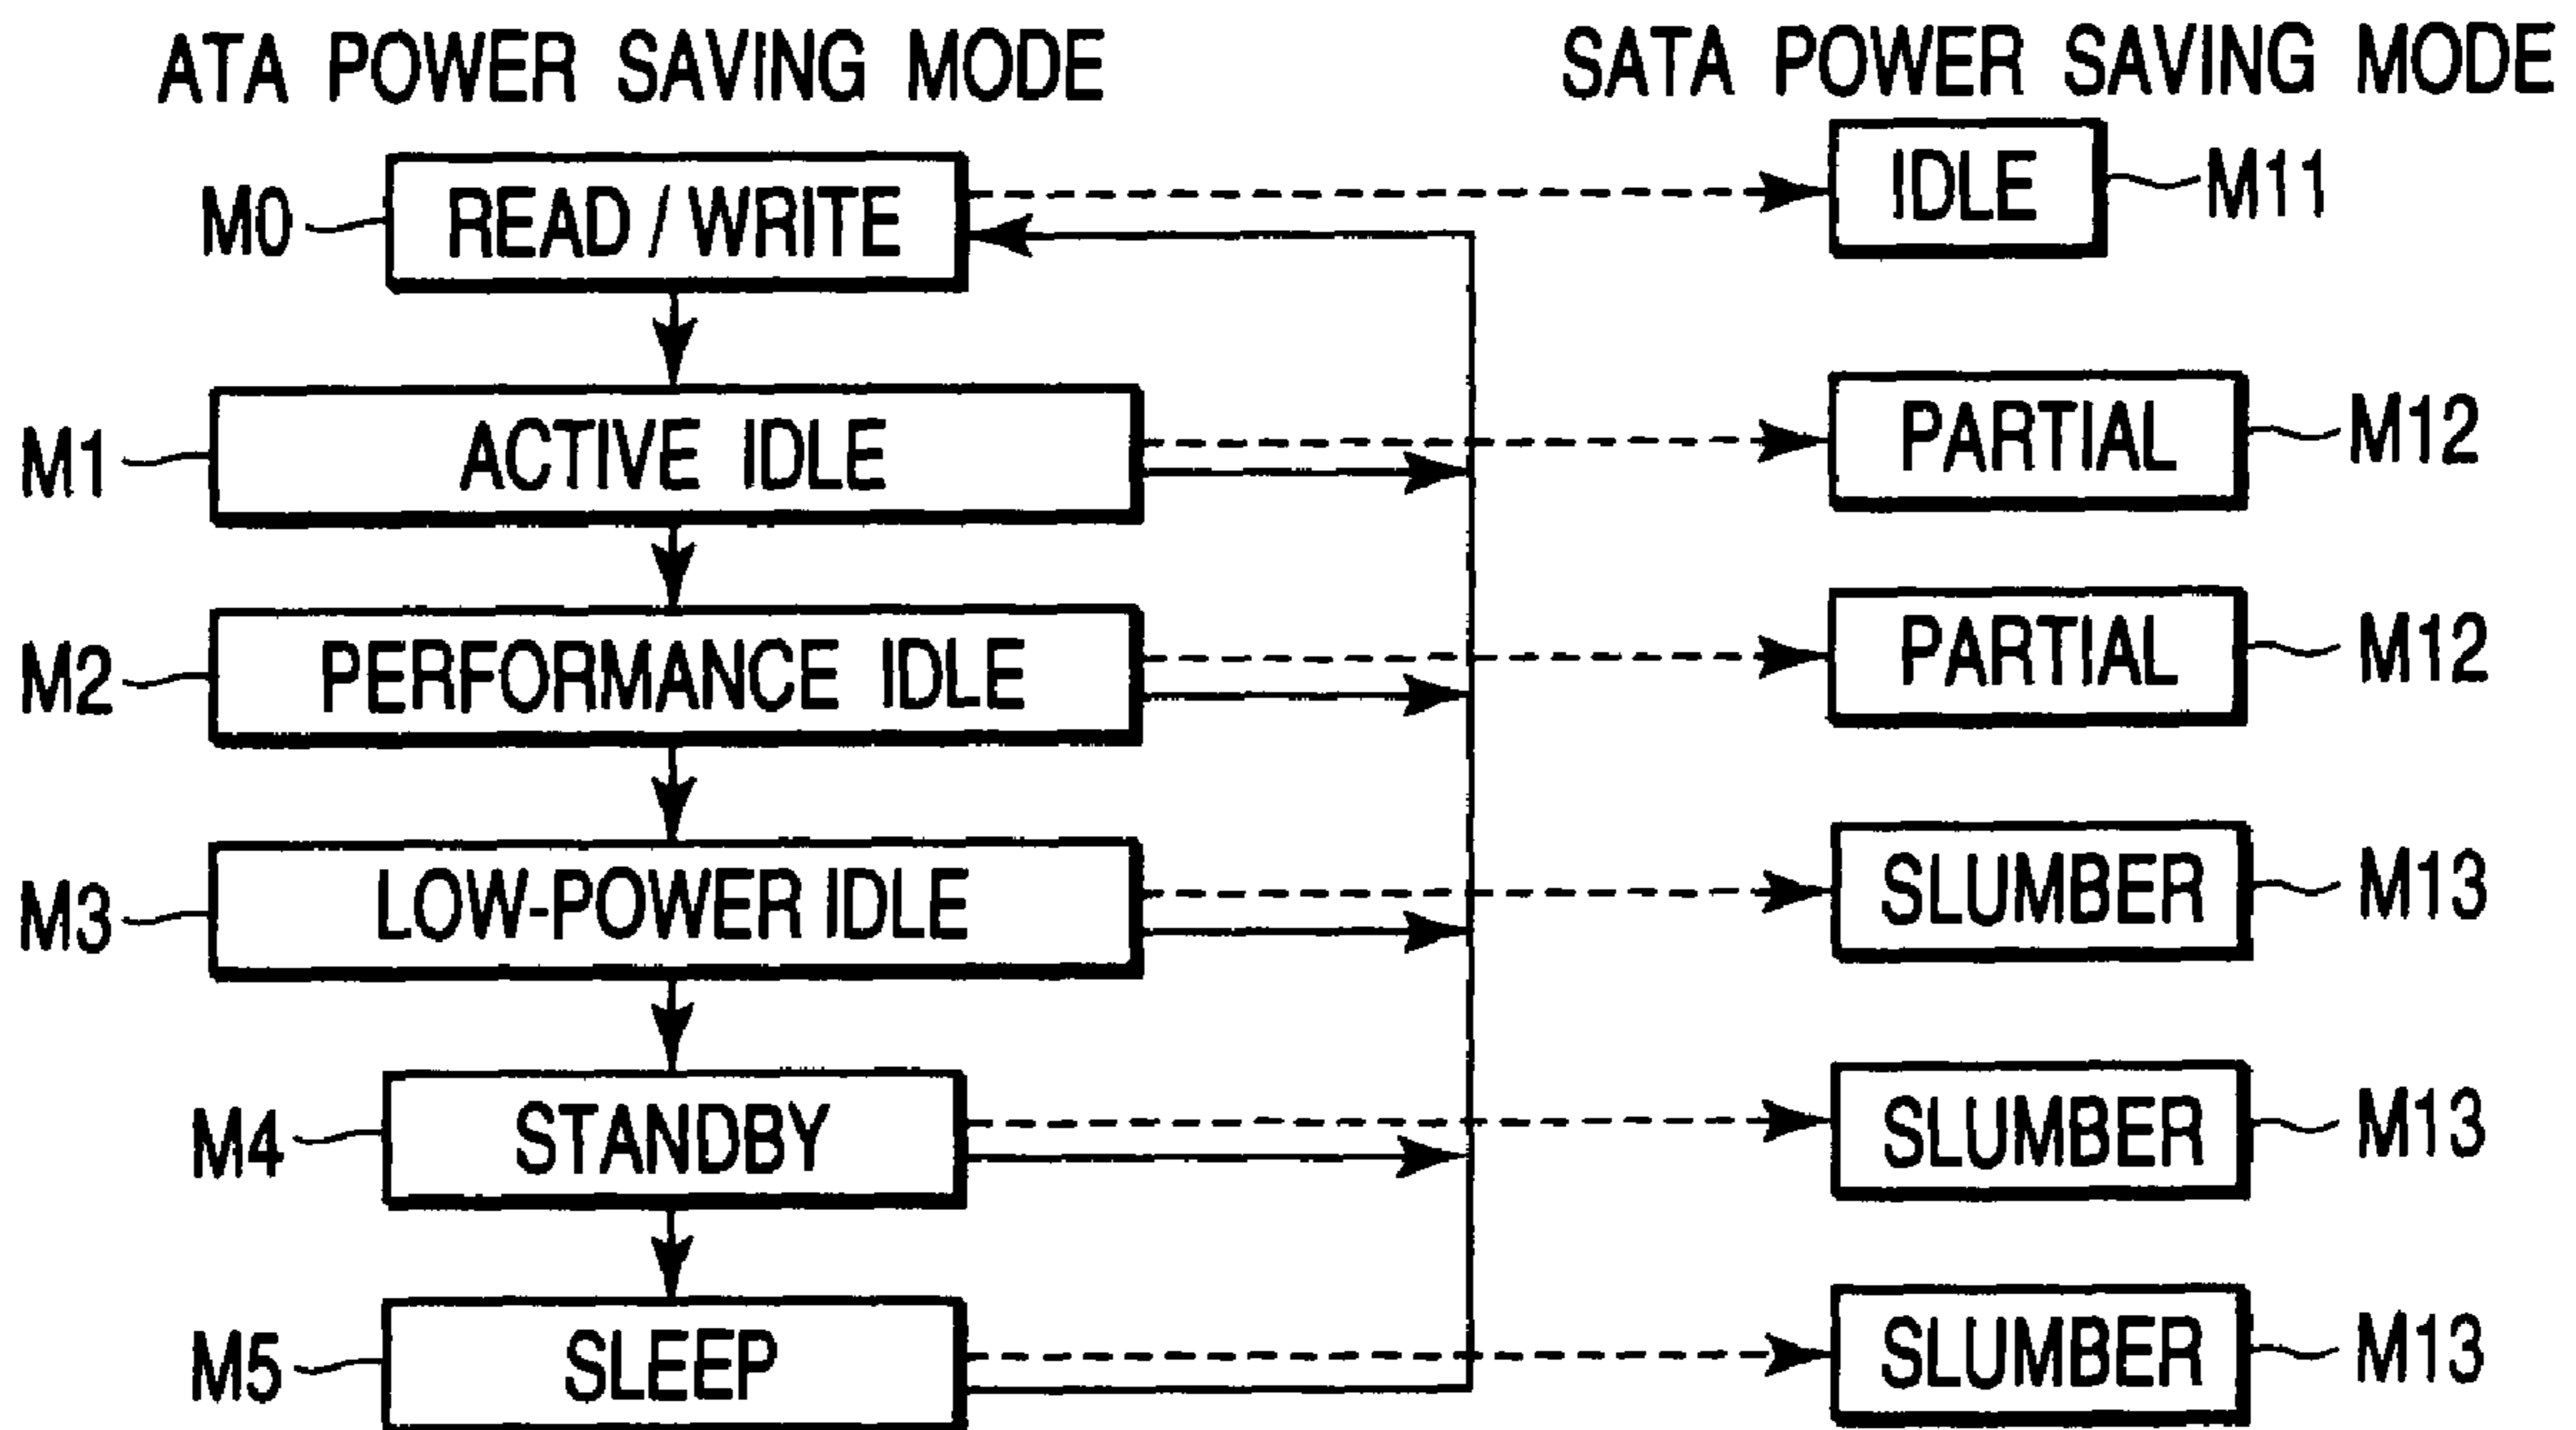 ATA POWER SAVING MODE SATA POWER SAVING MODE
M0 READ / WRITE IDLE M11
M1 ACTIVE IDLE PARTIAL M12
M2 PERFORMANCE IDLE PARTIAL M12
M3 LOW-POWER IDLE SLUMBER M13
M4 STANDBY SLUMBER M13
M5 SLEEP SLUMBER M13